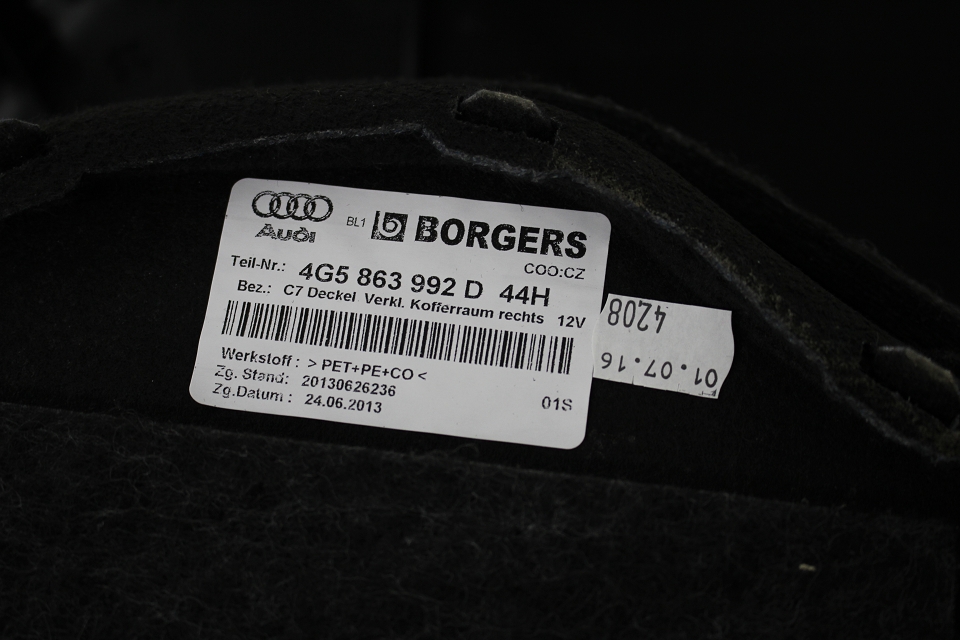 Audi
BL1 BORGERS
COO:CZ
Teil-Nr.: 4G5 863 992 D 44H
Bez.: C7 Deckel Verkl. Kofferraum rechts 12V
Werkstoff : > PET+PE+CO <
Zg. Stand: 20130626236
Zg.Datum : 24.06.2013
01S
4208
01.07.16